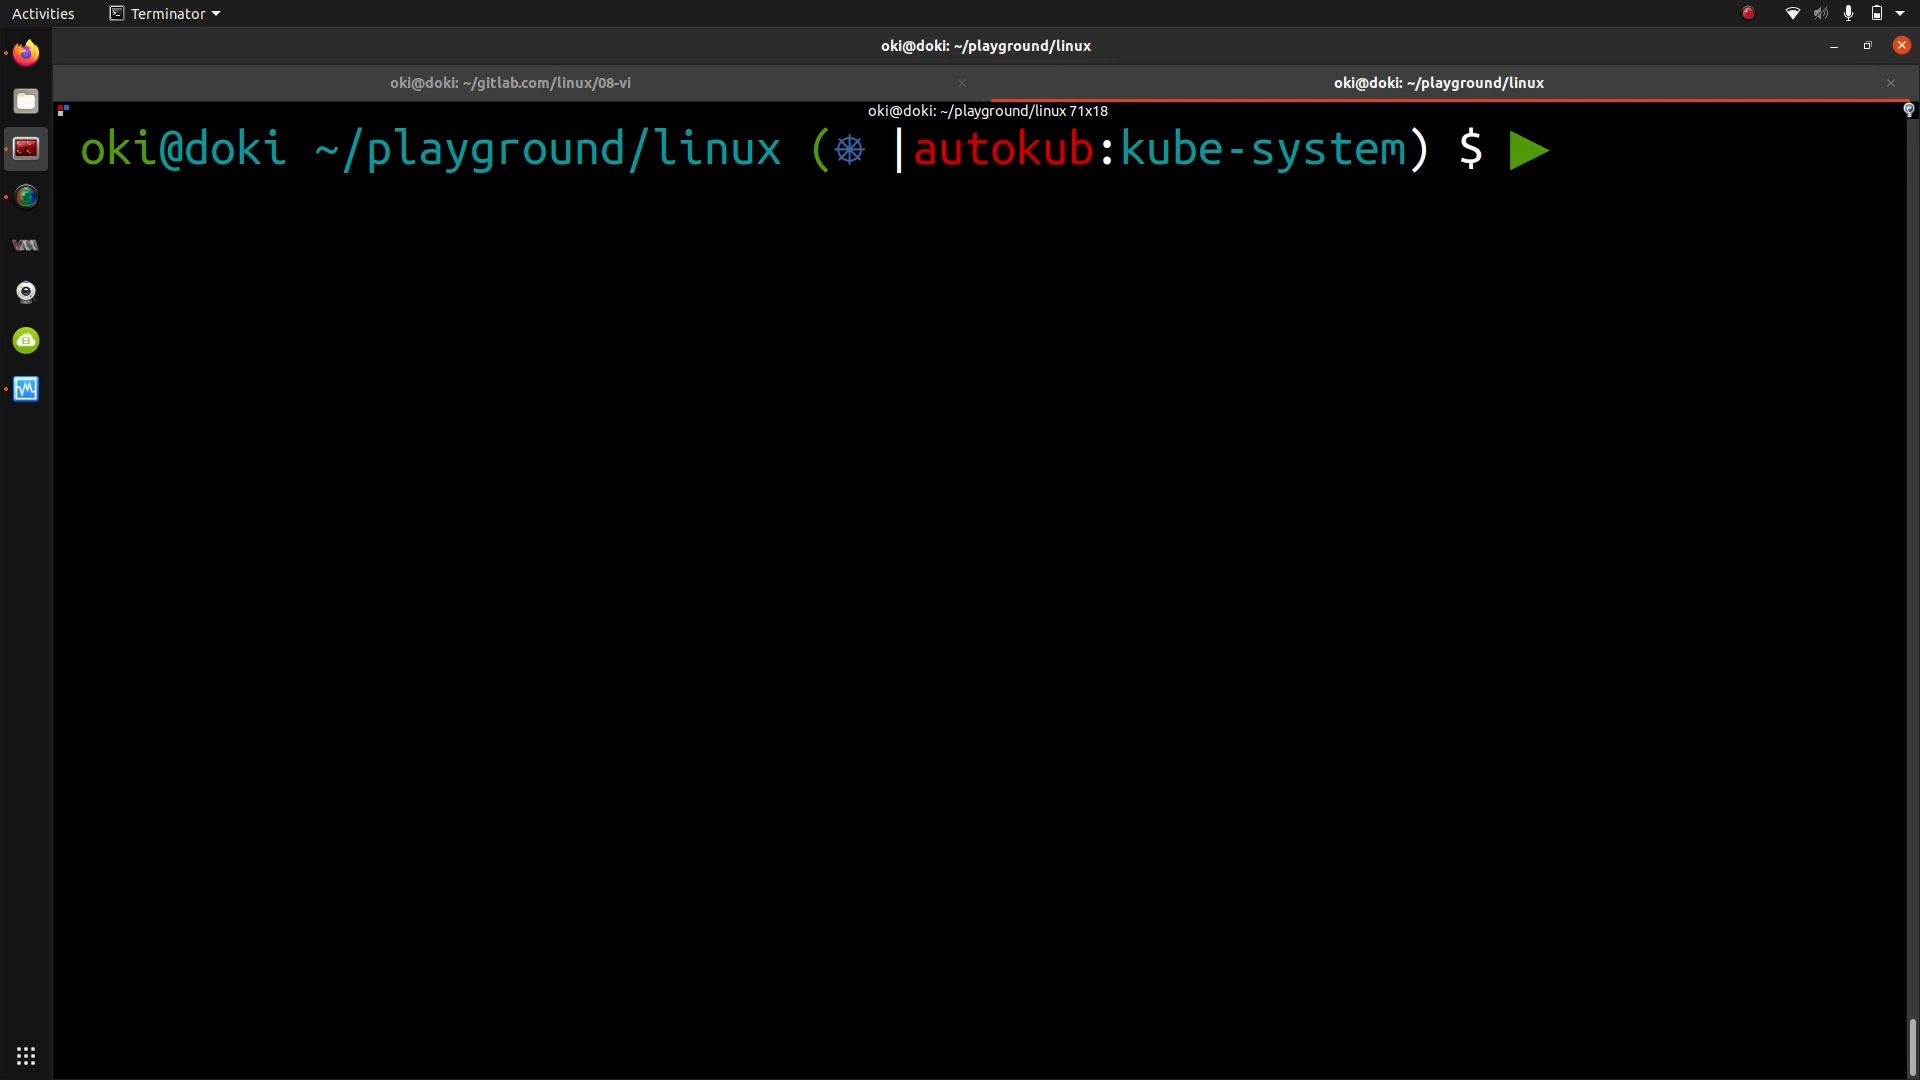 Activities Terminator
oki@doki: ~/playground/linux
oki@doki: ~/gitlab.com/linux/08-vi × oki@doki: ~/playground/linux ×
oki@doki: ~/playground/linux 71x18
oki@doki ~/playground/linux (⎈ |autokub:kube-system) $ ▶